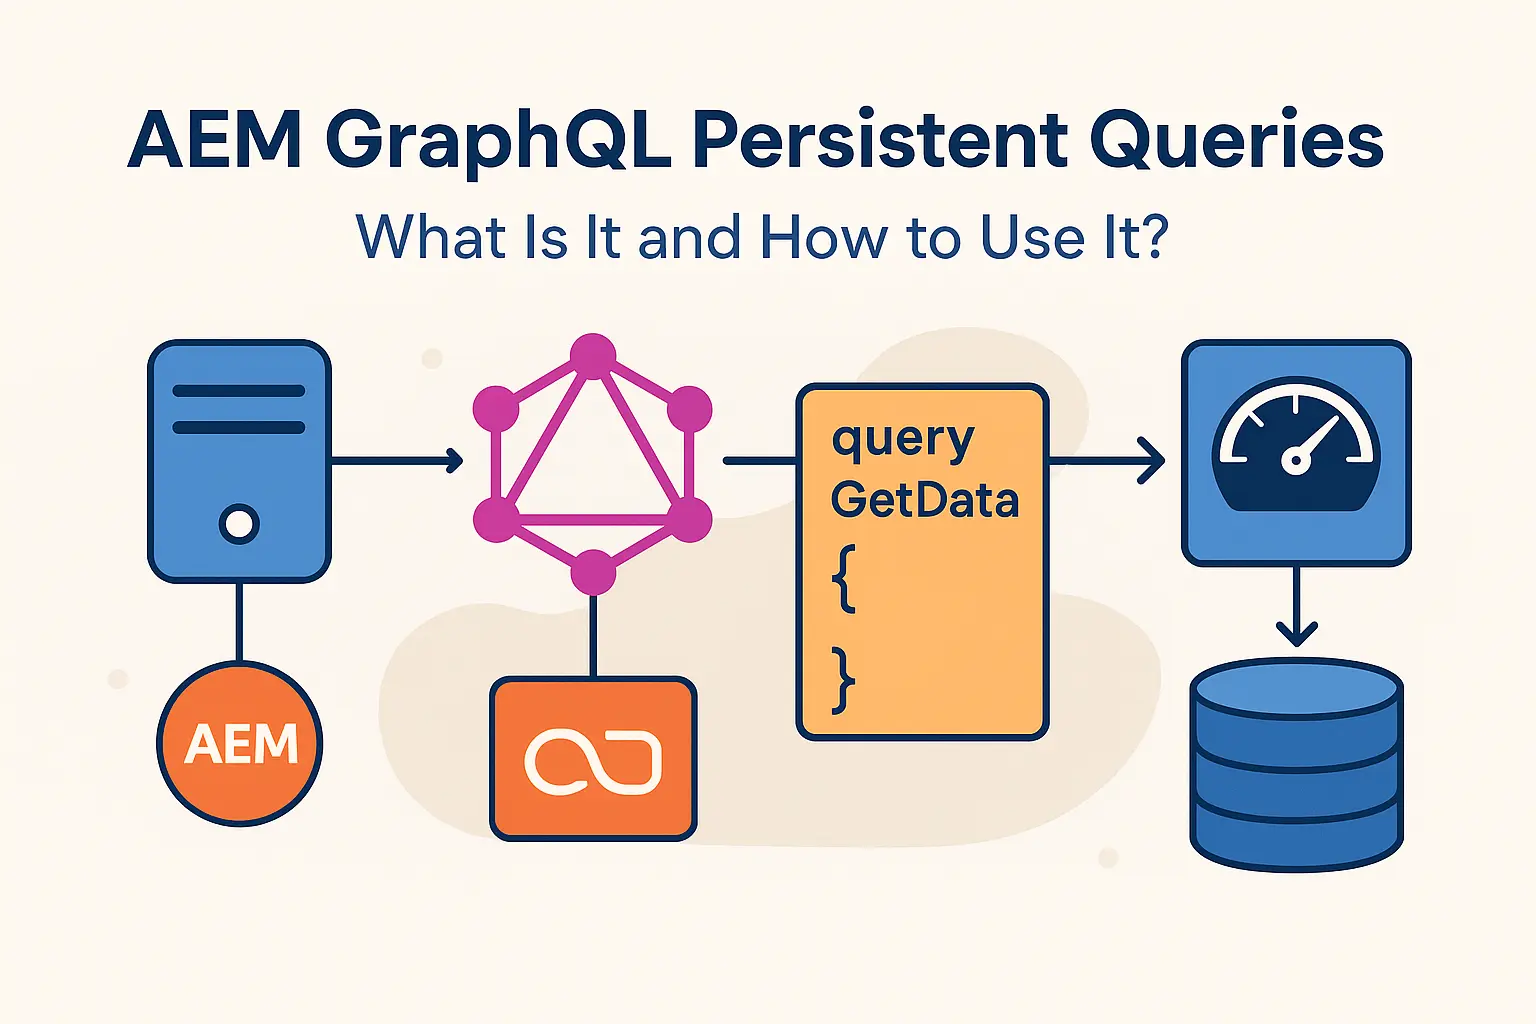 AEM GraphQL Persistent Queries
What Is It and How to Use It?
query
GetData
{
}
AEM